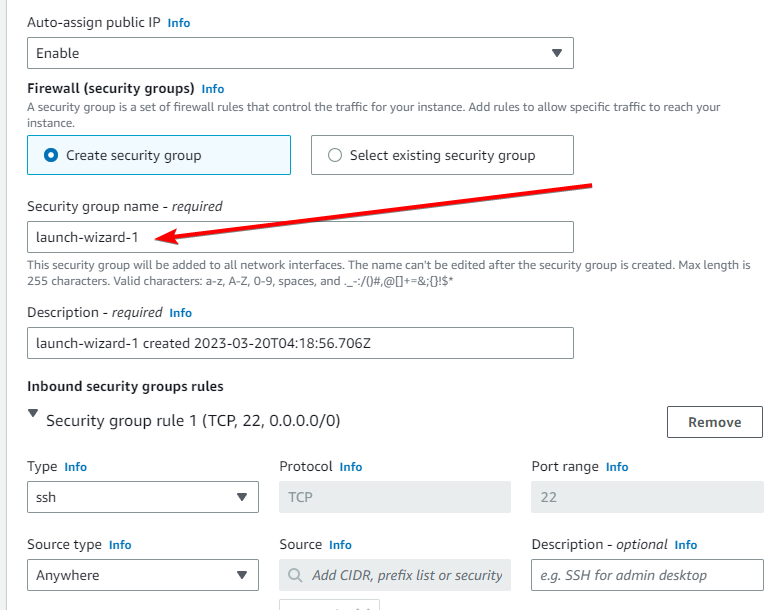 Auto-assign public IP Info
Enable
Firewall (security groups) Info
A security group is a set of firewall rules that control the traffic for your instance. Add rules to allow specific traffic to reach your
instance.
Create security group Select existing security group
Security group name - required
launch-wizard-1
This security group will be added to all network interfaces. The name can't be edited after the security group is created. Max length is
255 characters. Valid characters: a-z, A-Z, 0-9, spaces, and ._-:/()#,@[]+=&;{}!$*
Description - required Info
launch-wizard-1 created 2023-03-20T04:18:56.706Z
Inbound security groups rules
Security group rule 1 (TCP, 22, 0.0.0.0/0) Remove
Type Info Protocol Info Port range Info
ssh TCP 22
Source type Info Source Info Description - optional Info
Anywhere Add CIDR, prefix list or security e.g. SSH for admin desktop